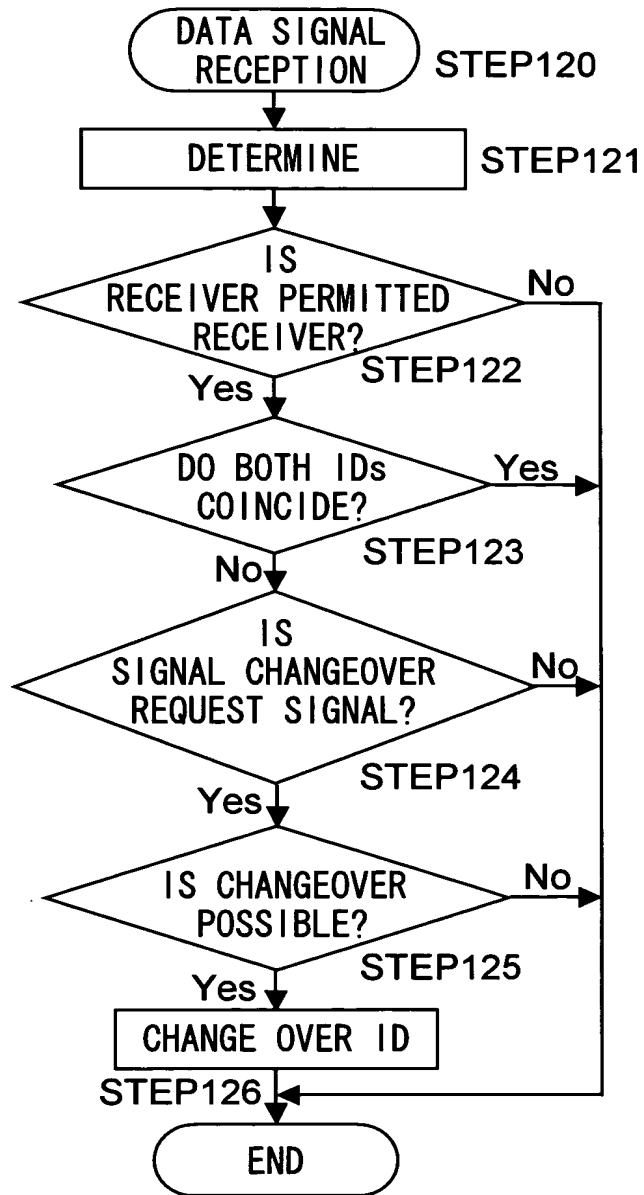 DATA SIGNAL
RECEPTION
STEP120
DETERMINE
STEP121
IS
RECEIVER PERMITTED
RECEIVER?
No
STEP122
Yes
DO BOTH IDs
COINCIDE?
Yes
STEP123
No
IS
SIGNAL CHANGEOVER
REQUEST SIGNAL?
No
STEP124
Yes
IS CHANGEOVER
POSSIBLE?
No
STEP125
Yes
CHANGE OVER ID
STEP126
END